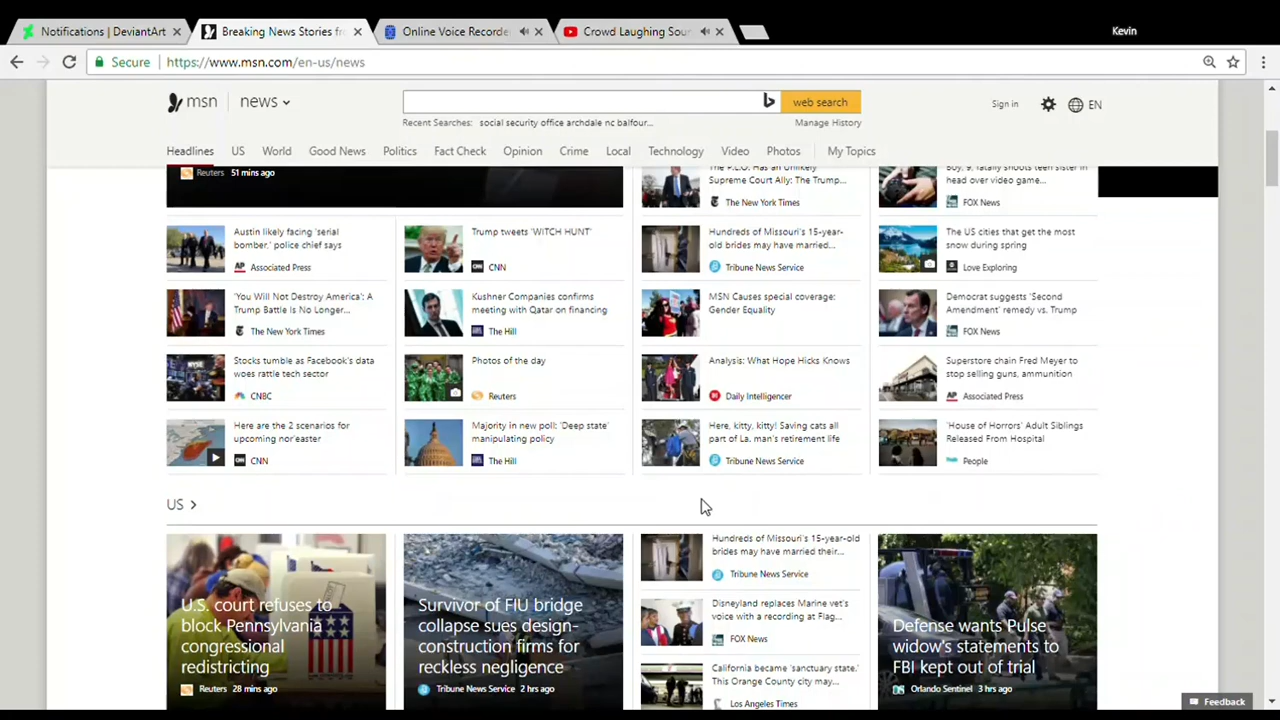 Notifications | DeviantArt
Breaking News Stories fr
Online Voice Recorde
Crowd Laughing Soun
Kevin
Secure
https://www.msn.com/en-us/news
msn
news
web search
Sign in
EN
Recent Searches:
social security office archdale nc balfour...
Manage History
Headlines
US
World
Good News
Politics
Fact Check
Opinion
Crime
Local
Technology
Video
Photos
My Topics
Reuters
51 mins ago
The P.L.O. Has an Unlikely
Supreme Court Ally: The Trump...
The New York Times
Boy, 9, fatally shoots teen sister in
head over video game...
FOX News
Austin likely facing 'serial
bomber,' police chief says
Associated Press
Trump tweets 'WITCH HUNT'
CNN
Hundreds of Missouri's 15-year-
old brides may have married...
Tribune News Service
The US cities that get the most
snow during spring
Love Exploring
'You Will Not Destroy America': A
Trump Battle Is No Longer...
The New York Times
Kushner Companies confirms
meeting with Qatar on financing
The Hill
MSN Causes special coverage:
Gender Equality
Democrat suggests 'Second
Amendment' remedy vs. Trump
FOX News
Stocks tumble as Facebook's data
woes rattle tech sector
CNBC
Photos of the day
Reuters
Analysis: What Hope Hicks Knows
Daily Intelligencer
Superstore chain Fred Meyer to
stop selling guns, ammunition
Associated Press
Here are the 2 scenarios for
upcoming nor'easter
CNN
Majority in new poll: 'Deep state'
manipulating policy
The Hill
Here, kitty, kitty! Saving cats all
part of La. man's retirement life
Tribune News Service
'House of Horrors' Adult Siblings
Released From Hospital
People
US
U.S. court refuses to
block Pennsylvania
congressional
redistricting
Reuters
28 mins ago
Survivor of FIU bridge
collapse sues design-
construction firms for
reckless negligence
Tribune News Service
2 hrs ago
Hundreds of Missouri's 15-year-old
brides may have married their...
Tribune News Service
Disneyland replaces Marine vet's
voice with a recording at Flag...
FOX News
California became 'sanctuary state.'
This Orange County city may...
Los Angeles Times
Defense wants Pulse
widow's statements to
FBI kept out of trial
Orlando Sentinel
3 hrs ago
Feedback